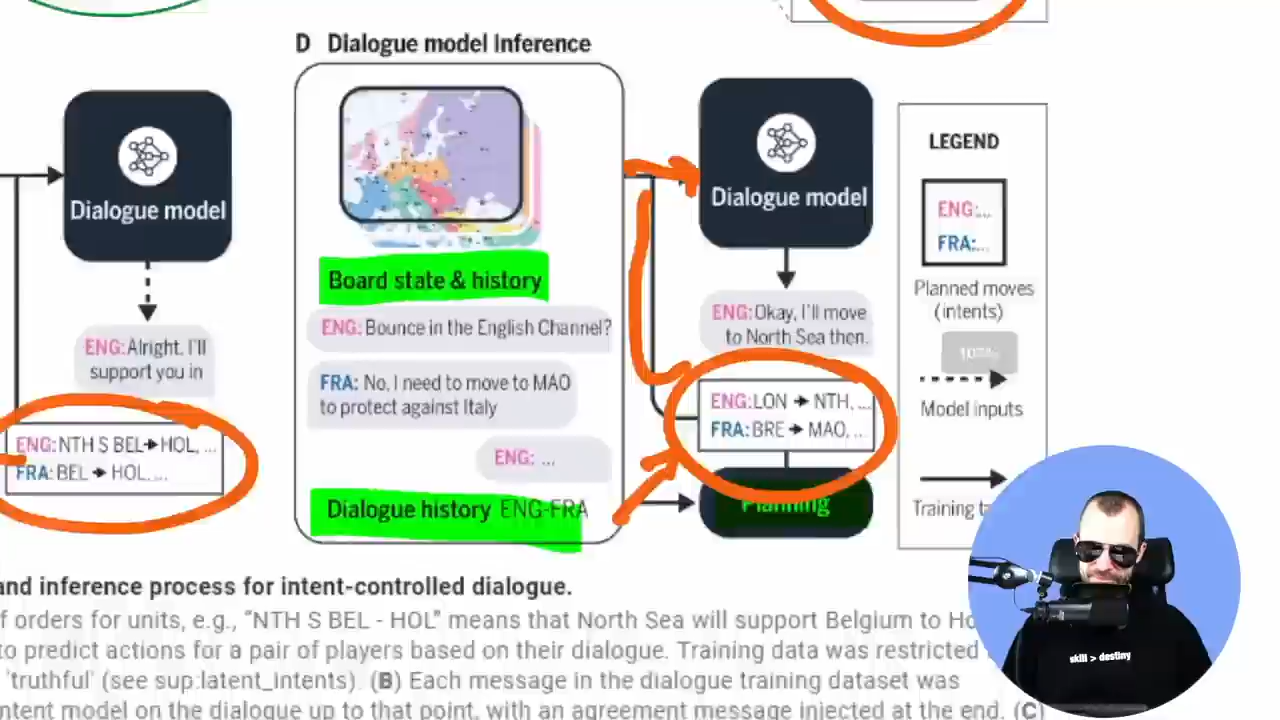 D Dialogue model inference
Dialogue model
ENG: Alright, I'll
support you in
ENG: NTH S BEL→HOL, ...
FRA: BEL → HOL, ...
Board state & history
ENG: Bounce in the English Channel?
FRA: No, I need to move to MAO
to protect against Italy
ENG: ...
Dialogue history ENG-FRA
Dialogue model
ENG: Okay, I'll move
to North Sea then.
ENG: LON → NTH, ...
FRA: BRE → MAO, ...
Planning
LEGEND
ENG:...
FRA:...
Planned moves
(intents)
Model inputs
Training
and inference process for intent-controlled dialogue.
of orders for units, e.g., "NTH S BEL - HOL" means that North Sea will support Belgium to
to predict actions for a pair of players based on their dialogue. Training data was restricted
'truthful' (see sup:latent_intents). (B) Each message in the dialogue training dataset was
ntent model on the dialogue up to that point, with an agreement message injected at the end. (C)
skill > destiny